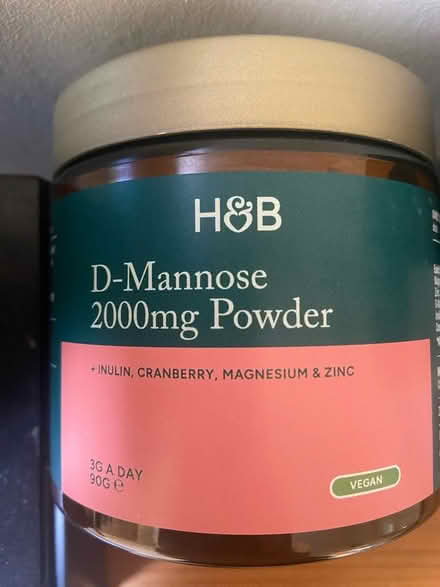 H&B
D-Mannose
2000mg Powder
+ INULIN, CRANBERRY, MAGNESIUM & ZINC
3G A DAY
90G ℮
VEGAN